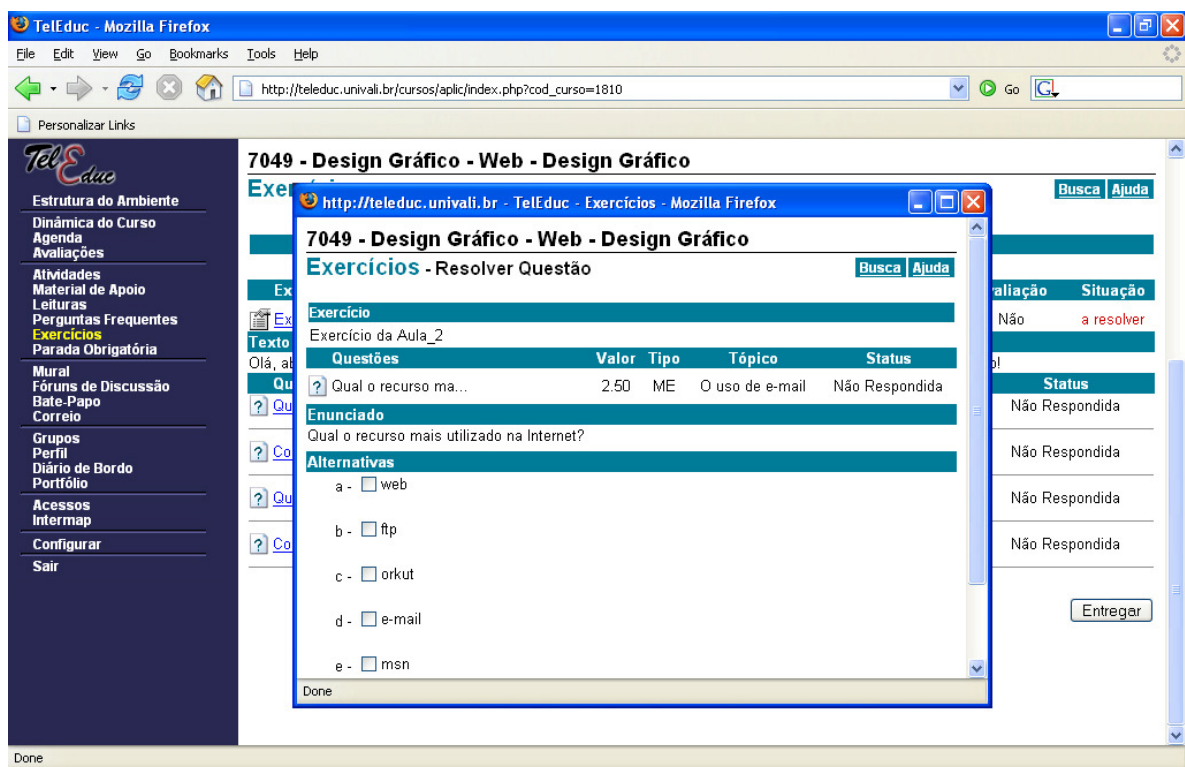 TelEduc - Mozilla Firefox
File Edit View Go Bookmarks Tools Help
http://teleduc.univali.br/cursos/aplic/index.php?cod_curso=1810
Go
G
Personalizar Links
TelEduc
Estrutura do Ambiente
Dinâmica do Curso
Agenda
Avaliações
Atividades
Material de Apoio
Leituras
Perguntas Frequentes
Exercícios
Parada Obrigatória
Mural
Fóruns de Discussão
Bate-Papo
Correio
Grupos
Perfil
Diário de Bordo
Portfólio
Acessos
Intermap
Configurar
Sair
7049 - Design Gráfico - Web - Design Gráfico
Busca Ajuda
Situação
Texto
Não a resolver
Status
Não Respondida
Não Respondida
Não Respondida
Não Respondida
Entregar
http://teleduc.univali.br - TelEduc - Exercícios - Mozilla Firefox
7049 - Design Gráfico - Web - Design Gráfico
Exercícios - Resolver Questão Busca Ajuda
Exercício
Exercício da Aula_2
Questões Valor Tipo Tópico Status
? Qual o recurso ma... 2.50 ME O uso de e-mail Não Respondida
Enunciado
Qual o recurso mais utilizado na Internet?
Alternativas
a - web
b - ftp
c - orkut
d - e-mail
e - msn
Done
Done